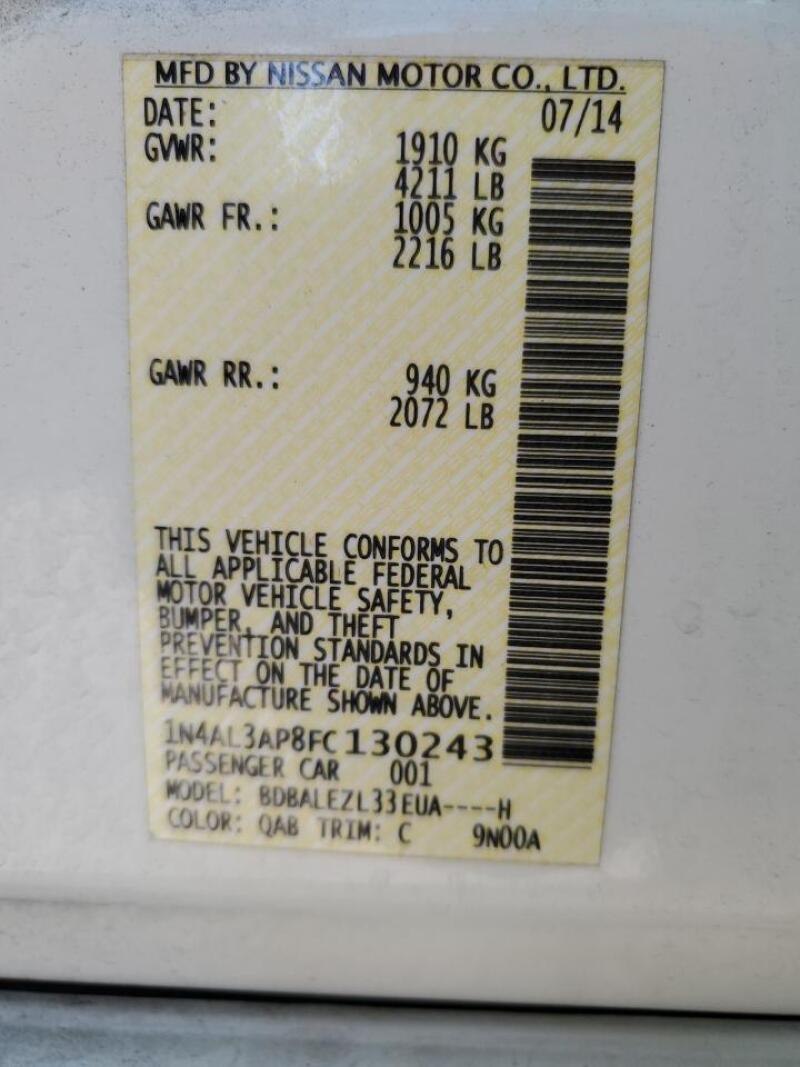 MFD BY NISSAN MOTOR CO., LTD.
DATE: 07/14
GVWR: 1910 KG
4211 LB
GAWR FR.: 1005 KG
2216 LB
GAWR RR.: 940 KG
2072 LB
THIS VEHICLE CONFORMS TO
ALL APPLICABLE FEDERAL
MOTOR VEHICLE SAFETY,
BUMPER, AND THEFT
PREVENTION STANDARDS IN
EFFECT ON THE DATE OF
MANUFACTURE SHOWN ABOVE.
1N4AL3AP8FC130243
PASSENGER CAR 001
MODEL: BDBALEZL33EUA----H
COLOR: QAB TRIM: C 9N00A